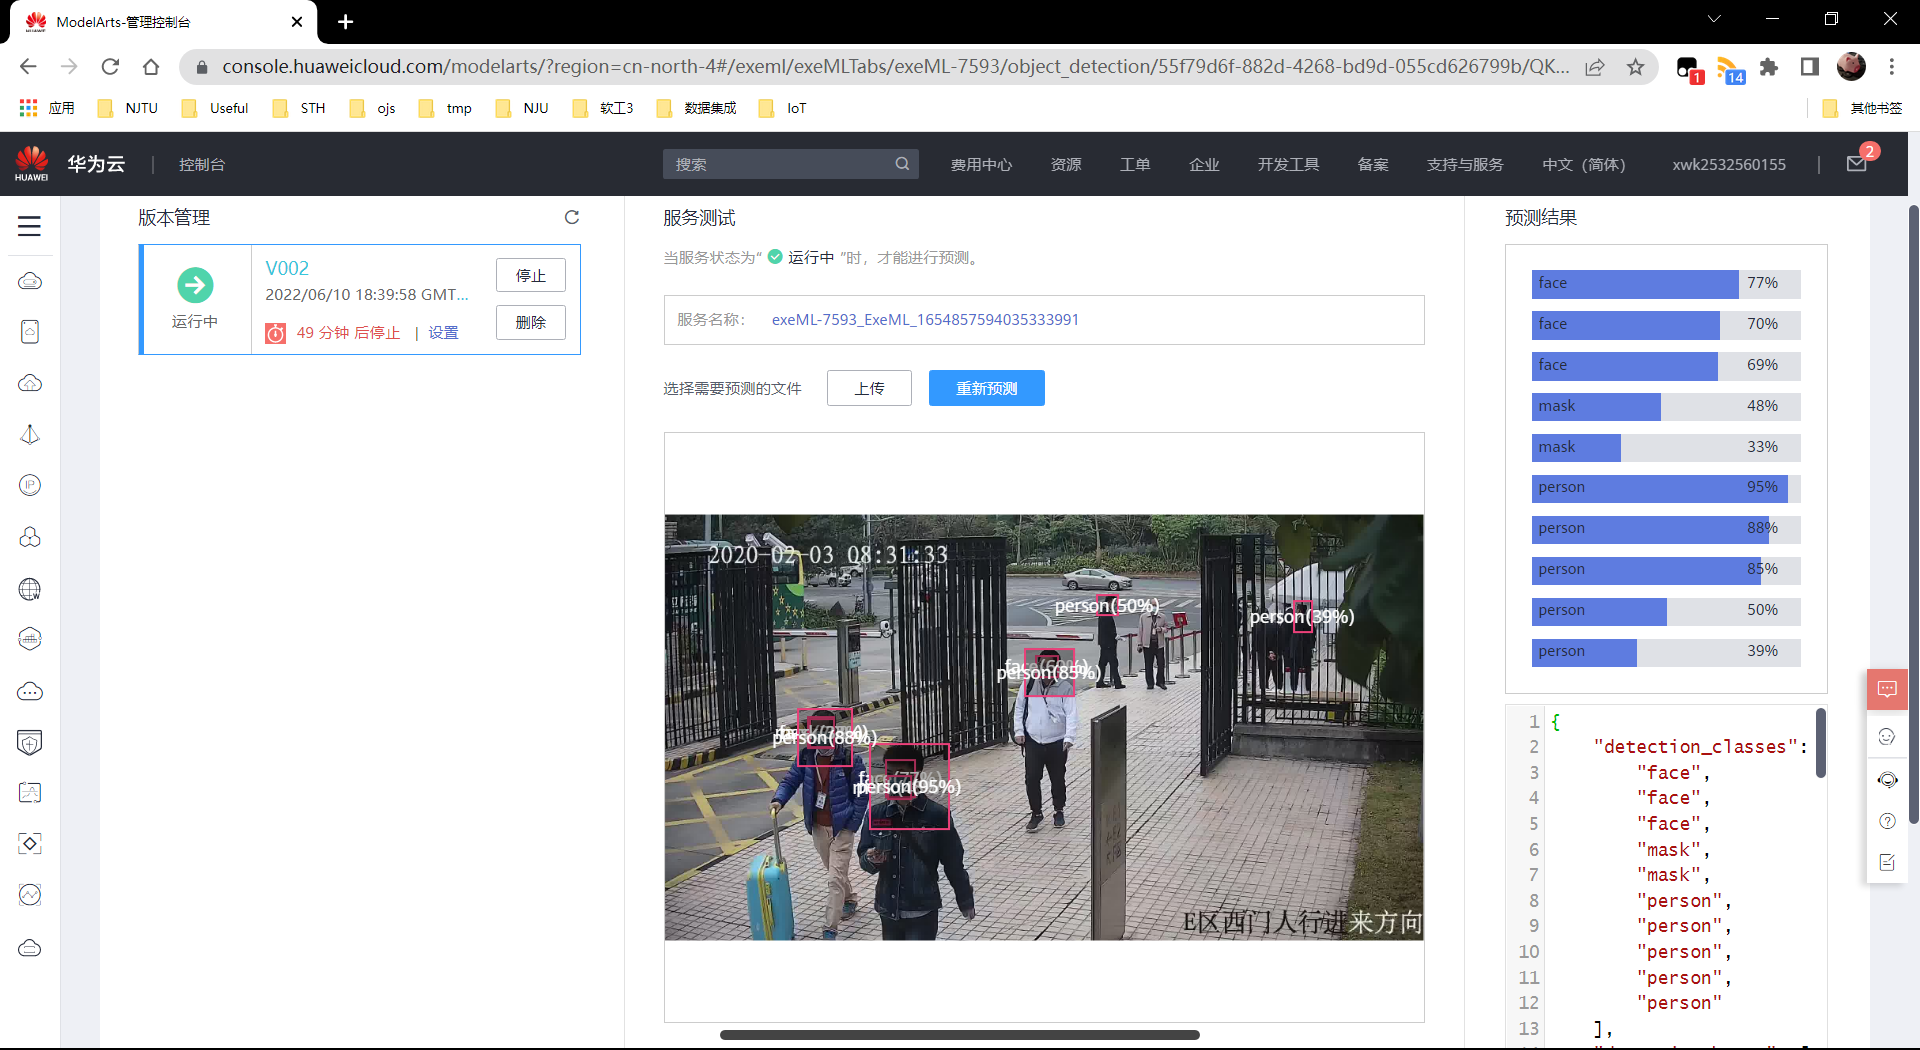 ModelArts-管理控制台
console.huaweicloud.com/modelarts/?region=cn-north-4#/exeml/exeMLTabs/exeML-7593/object_detection/55f79d6f-882d-4268-bd9d-055cd626799b/QK...
1
14
应用 NJTU Useful STH ojs tmp NJU 软工3 数据集成 IoT 其他书签
HUAWEI 华为云 | 控制台 搜索 费用中心 资源 工单 企业 开发工具 备案 支持与服务 中文（简体） xwk2532560155 | 2
版本管理
V002
停止
2022/06/10 18:39:58 GMT...
运行中
49 分钟 后停止 | 设置
删除
服务测试
当服务状态为“ 运行中 ”时，才能进行预测。
服务名称： exeML-7593_ExeML_1654857594035333991
选择需要预测的文件 上传 重新预测
2020-02-03 08:31:33
person(50%)
person(39%)
face(69%)
person(85%)
person(88%)
face(77%)
person(95%)
E区西门人行进来方向
预测结果
face 77%
face 70%
face 69%
mask 48%
mask 33%
person 95%
person 88%
person 85%
person 50%
person 39%
1 {
2 "detection_classes":
3 "face",
4 "face",
5 "face",
6 "mask",
7 "mask",
8 "person",
9 "person",
10 "person",
11 "person",
12 "person"
13 ],
IP
W